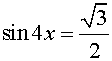 sin 4x = √3/2